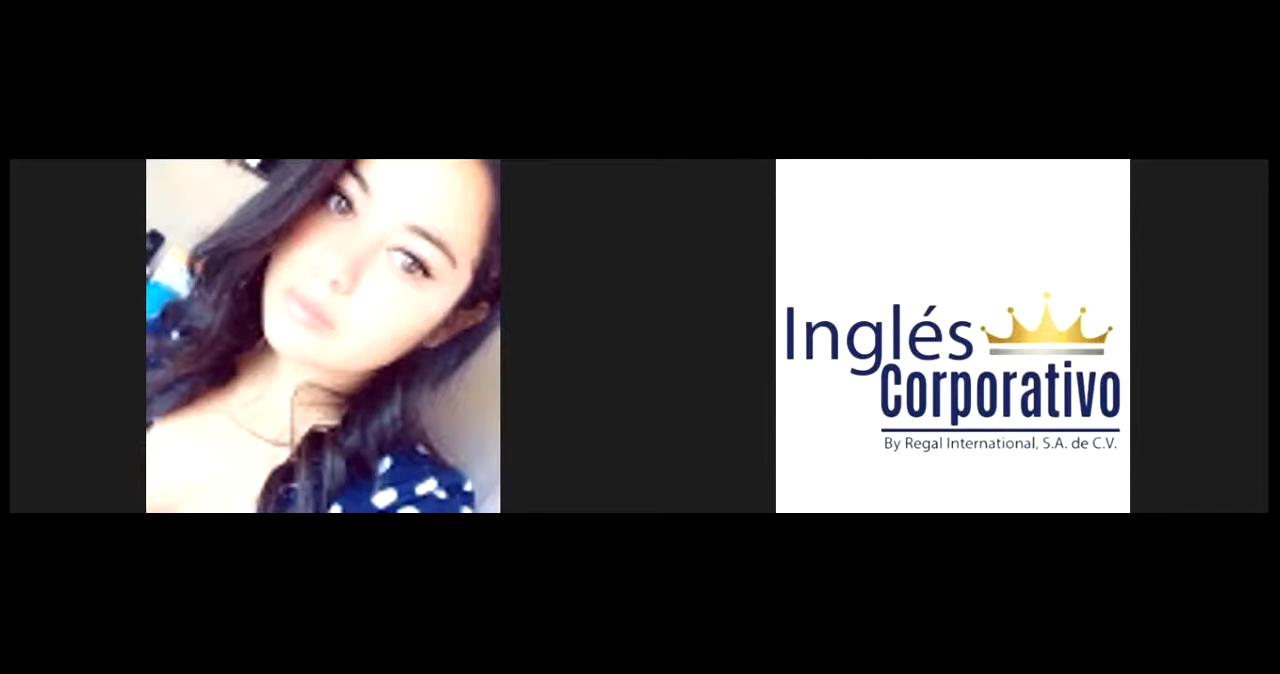 Inglés
Corporativo
By Regal International, S.A. de C.V.